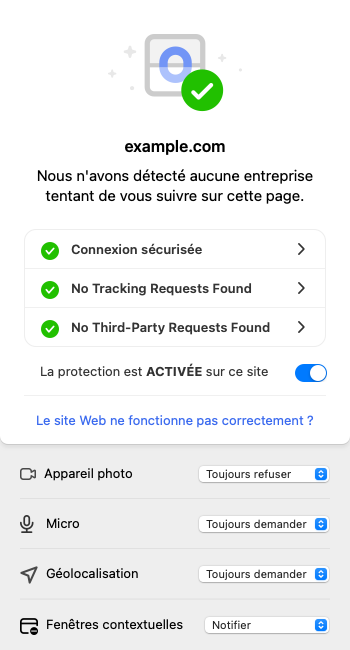 0
example.com
Nous n'avons détecté aucune entreprise
tentant de vous suivre sur cette page.
Connexion sécurisée
No Tracking Requests Found
No Third-Party Requests Found
La protection est ACTIVÉE sur ce site
Le site Web ne fonctionne pas correctement ?
Appareil photo
Toujours refuser
Micro
Toujours demander
Géolocalisation
Toujours demander
Fenêtres contextuelles
Notifier